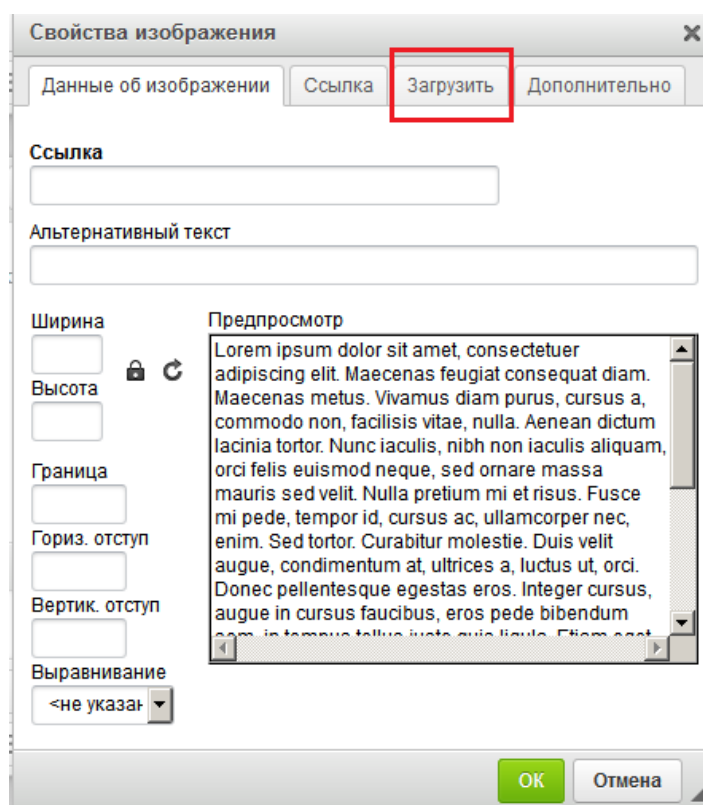 Свойства изображения
Данные об изображении Ссылка Загрузить Дополнительно
Ссылка
Альтернативный текст
Ширина
Высота
Граница
Гориз. отступ
Вертик. отступ
Выравнивание
<не указан
Предпросмотр
Lorem ipsum dolor sit amet, consectetuer
adipiscing elit. Maecenas feugiat consequat diam.
Maecenas metus. Vivamus diam purus, cursus a,
commodo non, facilisis vitae, nulla. Aenean dictum
lacinia tortor. Nunc iaculis, nibh non iaculis aliquam,
orci felis euismod neque, sed ornare massa
mauris sed velit. Nulla pretium mi et risus. Fusce
mi pede, tempor id, cursus ac, ullamcorper nec,
enim. Sed tortor. Curabitur molestie. Duis velit
augue, condimentum at, ultrices a, luctus ut, orci.
Donec pellentesque egestas eros. Integer cursus,
augue in cursus faucibus, eros pede bibendum
ОК Отмена